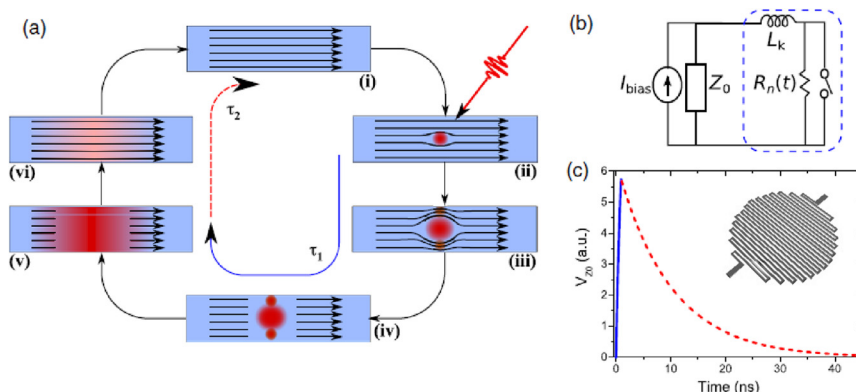 (a)
(i)
τ2
(ii)
(vi)
τ1
(iii)
(v)
(iv)
(b)
Lk
Ibias
Z0
Rn(t)
(c)
6
5
4
3
2
1
0
VZ0 (a.u.)
0 10 20 30 40
Time (ns)